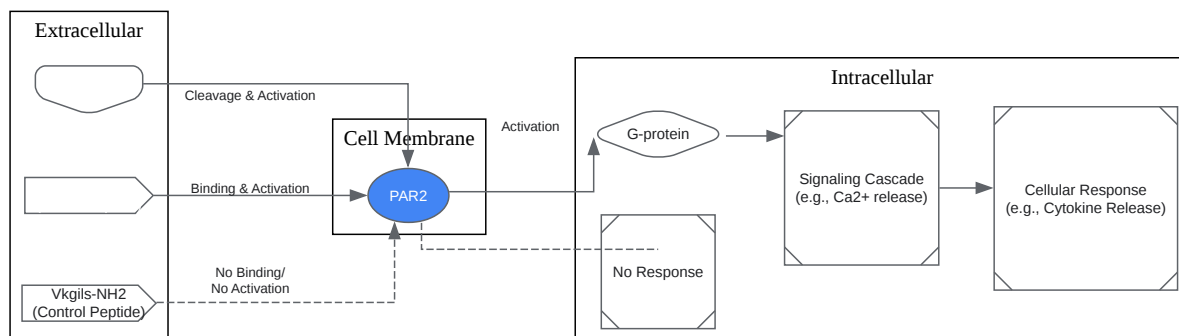 Extracellular
Cleavage & Activation
Binding & Activation
Vkgils-NH2
(Control Peptide)
No Binding/
No Activation
Cell Membrane
PAR2
Activation
Intracellular
G-protein
Signaling Cascade
(e.g., Ca2+ release)
Cellular Response
(e.g., Cytokine Release)
No Response